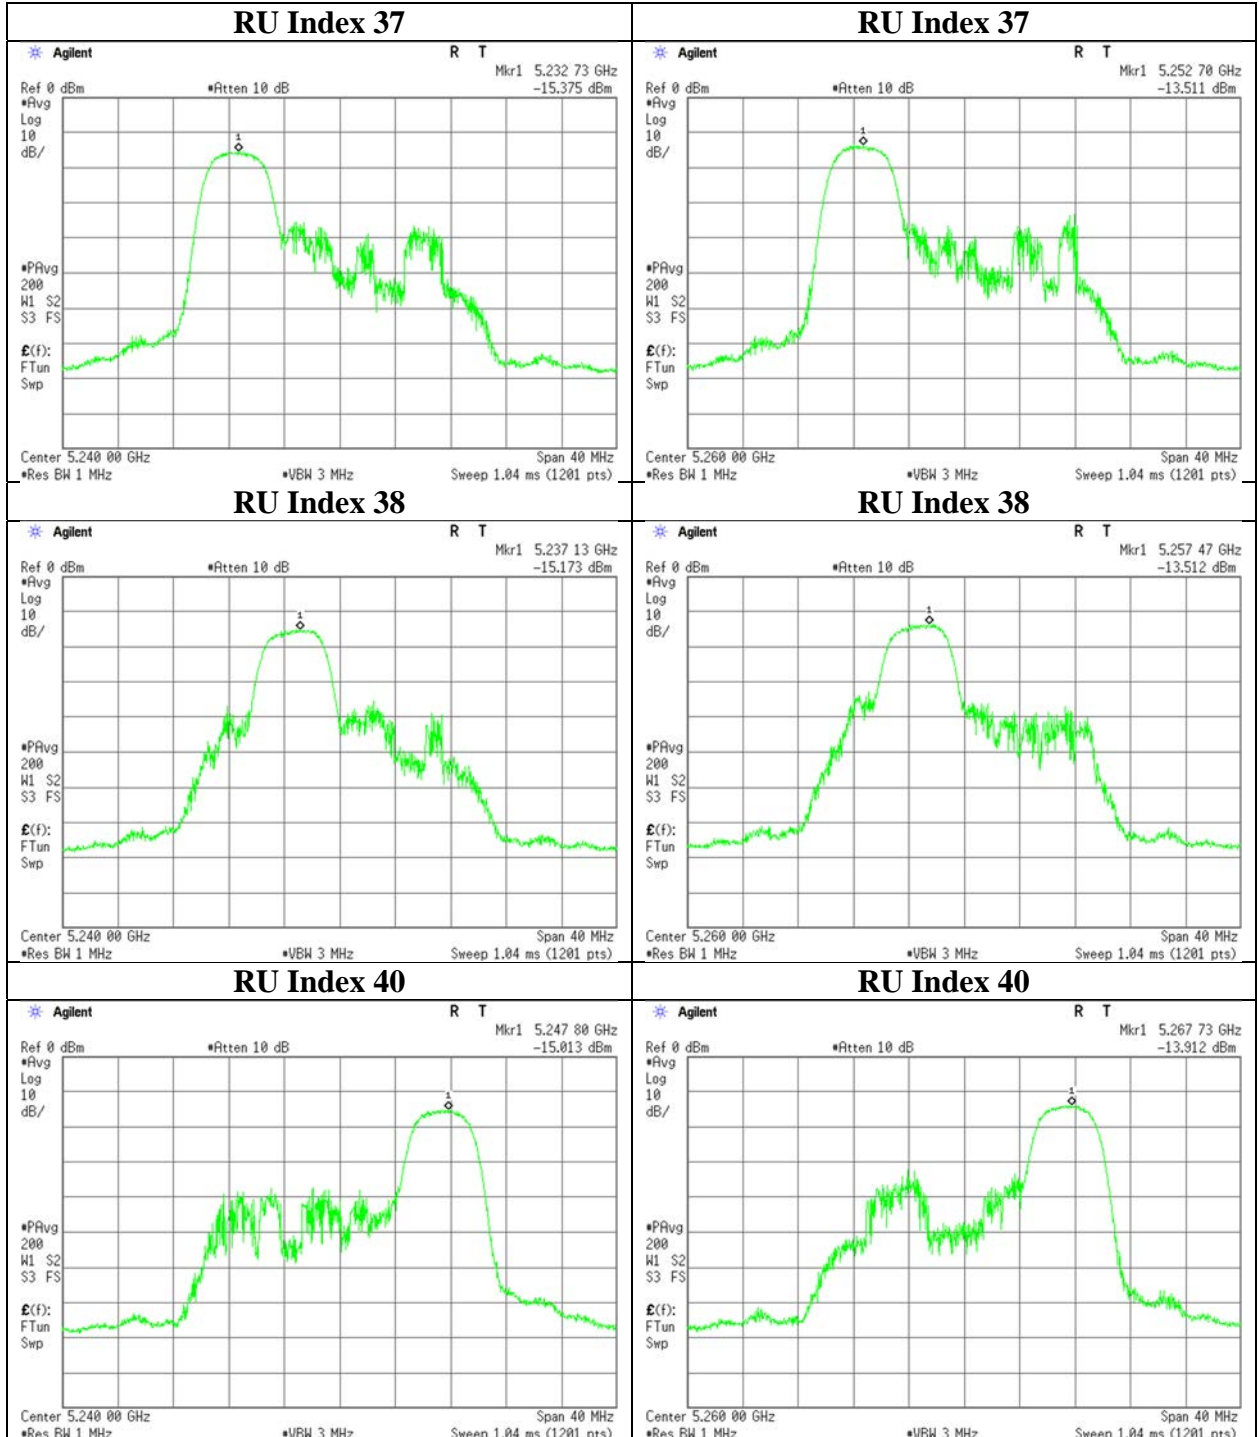 RU Index 37
Agilent
R T
Mkr1 5.232 73 GHz
Ref 0 dBm
#Atten 10 dB
-15.375 dBm
#Avg
Log
10
dB/
1
#PAvg
200
W1 S2
S3 FS
£(f):
FTun
Swp
Center 5.240 00 GHz
Span 40 MHz
#Res BW 1 MHz
#VBW 3 MHz
Sweep 1.04 ms (1201 pts)
RU Index 37
Agilent
R T
Mkr1 5.252 70 GHz
Ref 0 dBm
#Atten 10 dB
-13.511 dBm
#Avg
Log
10
dB/
1
#PAvg
200
W1 S2
S3 FS
£(f):
FTun
Swp
Center 5.260 00 GHz
Span 40 MHz
#Res BW 1 MHz
#VBW 3 MHz
Sweep 1.04 ms (1201 pts)
RU Index 38
Agilent
R T
Mkr1 5.237 13 GHz
Ref 0 dBm
#Atten 10 dB
-15.173 dBm
#Avg
Log
10
dB/
1
#PAvg
200
W1 S2
S3 FS
£(f):
FTun
Swp
Center 5.240 00 GHz
Span 40 MHz
#Res BW 1 MHz
#VBW 3 MHz
Sweep 1.04 ms (1201 pts)
RU Index 38
Agilent
R T
Mkr1 5.257 47 GHz
Ref 0 dBm
#Atten 10 dB
-13.512 dBm
#Avg
Log
10
dB/
1
#PAvg
200
W1 S2
S3 FS
£(f):
FTun
Swp
Center 5.260 00 GHz
Span 40 MHz
#Res BW 1 MHz
#VBW 3 MHz
Sweep 1.04 ms (1201 pts)
RU Index 40
Agilent
R T
Mkr1 5.247 80 GHz
Ref 0 dBm
#Atten 10 dB
-15.013 dBm
#Avg
Log
10
dB/
1
#PAvg
200
W1 S2
S3 FS
£(f):
FTun
Swp
Center 5.240 00 GHz
Span 40 MHz
#Res BW 1 MHz
#VBW 3 MHz
Sweep 1.04 ms (1201 pts)
RU Index 40
Agilent
R T
Mkr1 5.267 73 GHz
Ref 0 dBm
#Atten 10 dB
-13.912 dBm
#Avg
Log
10
dB/
1
#PAvg
200
W1 S2
S3 FS
£(f):
FTun
Swp
Center 5.260 00 GHz
Span 40 MHz
#Res BW 1 MHz
#VBW 3 MHz
Sweep 1.04 ms (1201 pts)